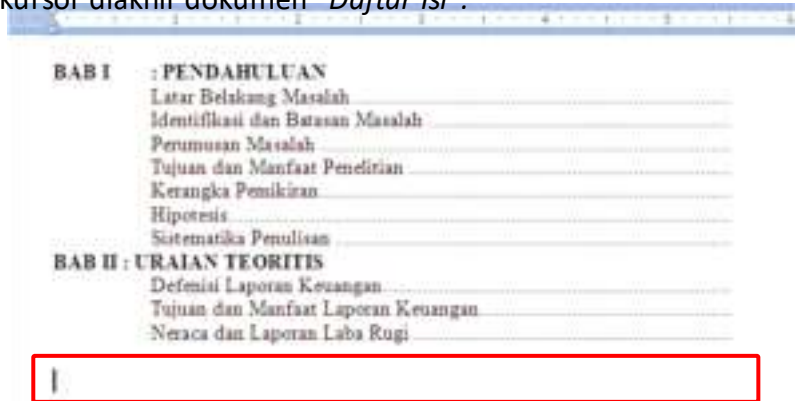 kursor diakhir dokumen "Daftar Isi".
BAB I : PENDAHULUAN
Latar Belakang Masalah
Identifikasi dan Batasan Masalah
Perumusan Masalah
Tujuan dan Manfaat Penelitian
Kerangka Pemikiran
Hipotesis
Sistematika Penulisan
BAB II : URAIAN TEORITIS
Defenisi Laporan Keuangan
Tujuan dan Manfaat Laporan Keuangan
Neraca dan Laporan Laba Rugi